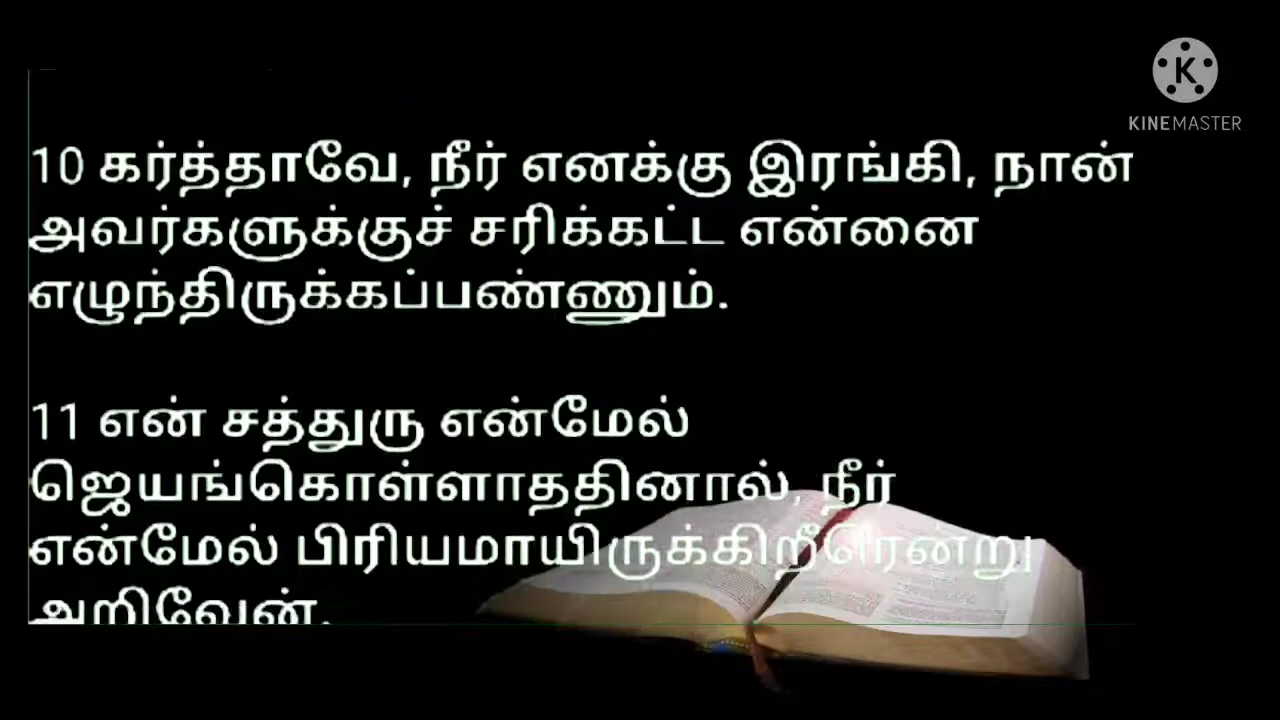 KINEMASTER
10 கர்த்தாவே, நீர் எனக்கு இரங்கி, நான்
அவர்களுக்குச் சரிக்கட்ட என்னை
எழுந்திருக்கப்பண்ணும்.
11 என் சத்துரு என்மேல்
ஜெயங்கொள்ளாததினால், நீர்
என்மேல் பிரியமாயிருக்கிறீரென்று
அறிவேன்.